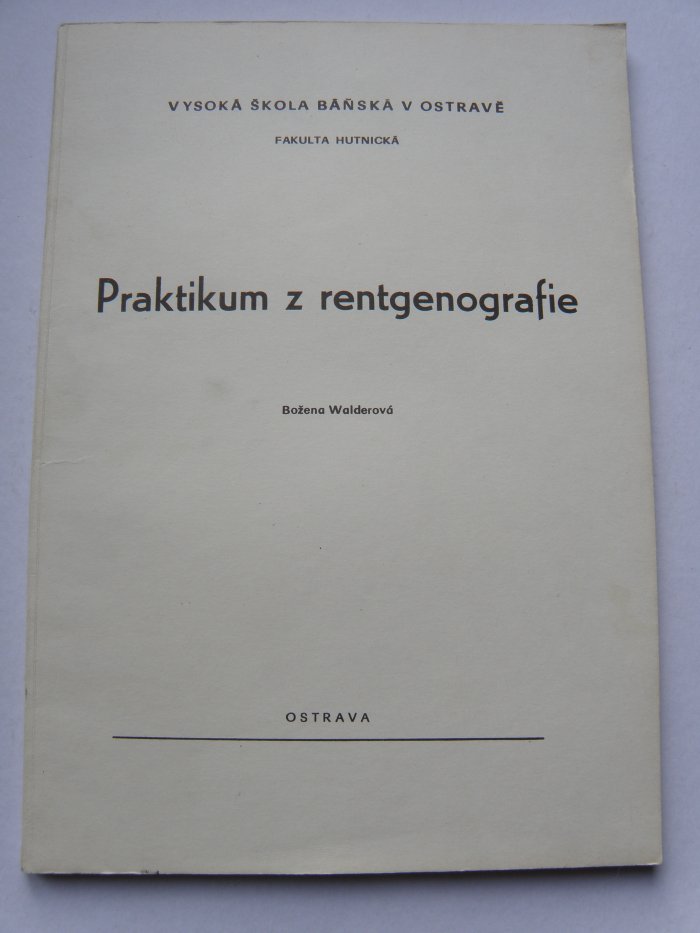 VYSOKÁ ŠKOLA BÁŇSKÁ V OSTRAVĚ
FAKULTA HUTNICKÁ
Praktikum z rentgenografie
Božena Walderová
OSTRAVA